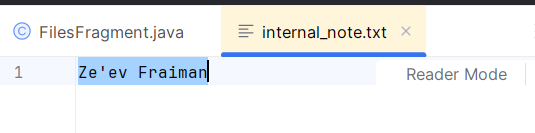 FilesFragment.java internal_note.txt
1 Ze'ev Fraiman Reader Mode